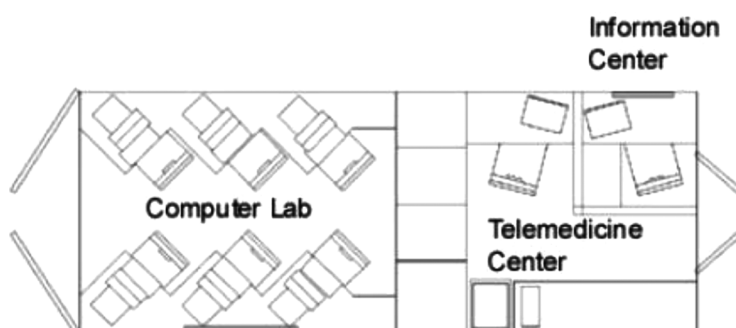 Information
Center
Computer Lab
Telemedicine
Center